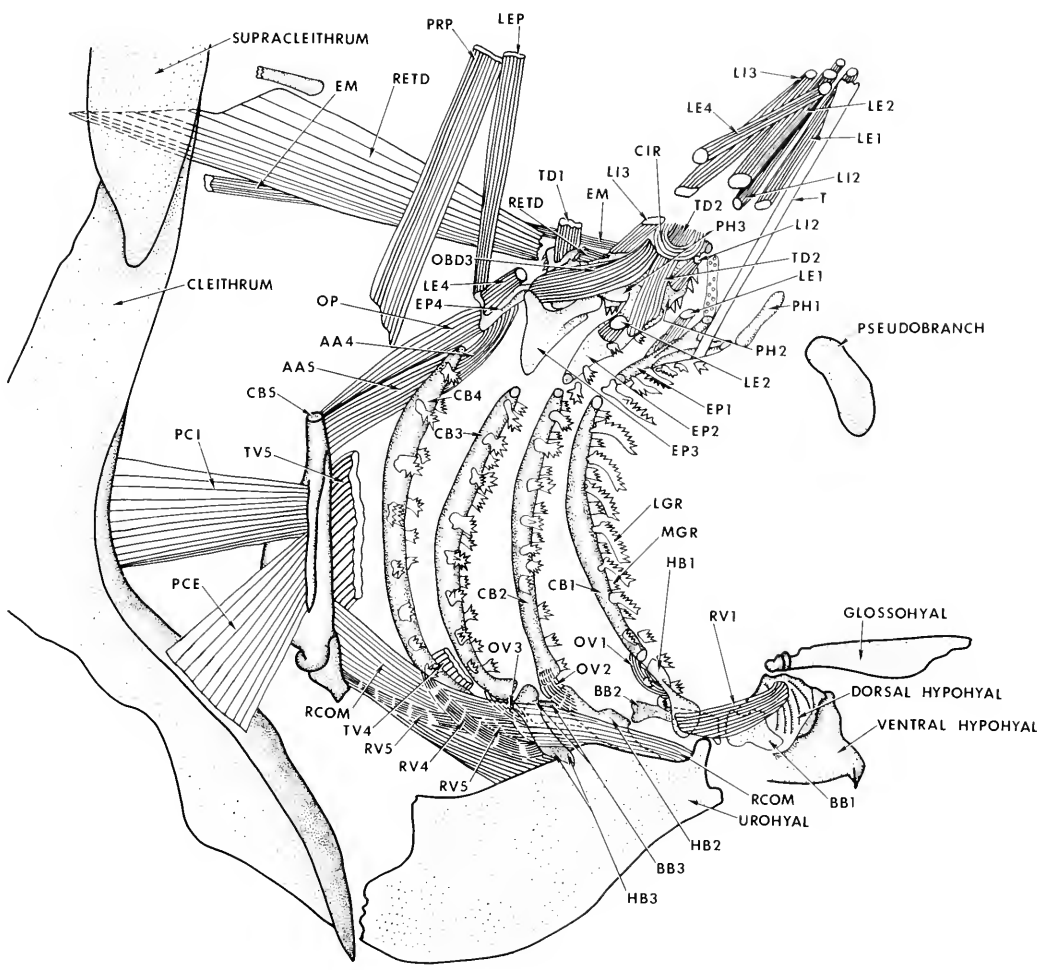 PRP
LEP
SUPRACLEITHRUM
EM
RETD
LI3
LE4
LE2
LE1
CIR
LI3
TD1
EM
TD2
PH3
LI2
T
RETD
LI2
OBD3
TD2
LE4
LE1
EP4
PH1
CLEITHRUM
OP
PSEUDOBRANCH
AA4
PH2
AA5
LE2
CB5
CB4
EP1
EP2
CB3
EP3
PCI
TV5
LGR
MGR
HB1
PCE
CB2
CB1
RV1
GLOSSOHYAL
OV3
OV1
OV2
BB2
DORSAL HYPOHYAL
RCOM
VENTRAL HYPOHYAL
TV4
RV5
RV4
RV5
RCOM
BB1
UROHYAL
HB2
BB3
HB3